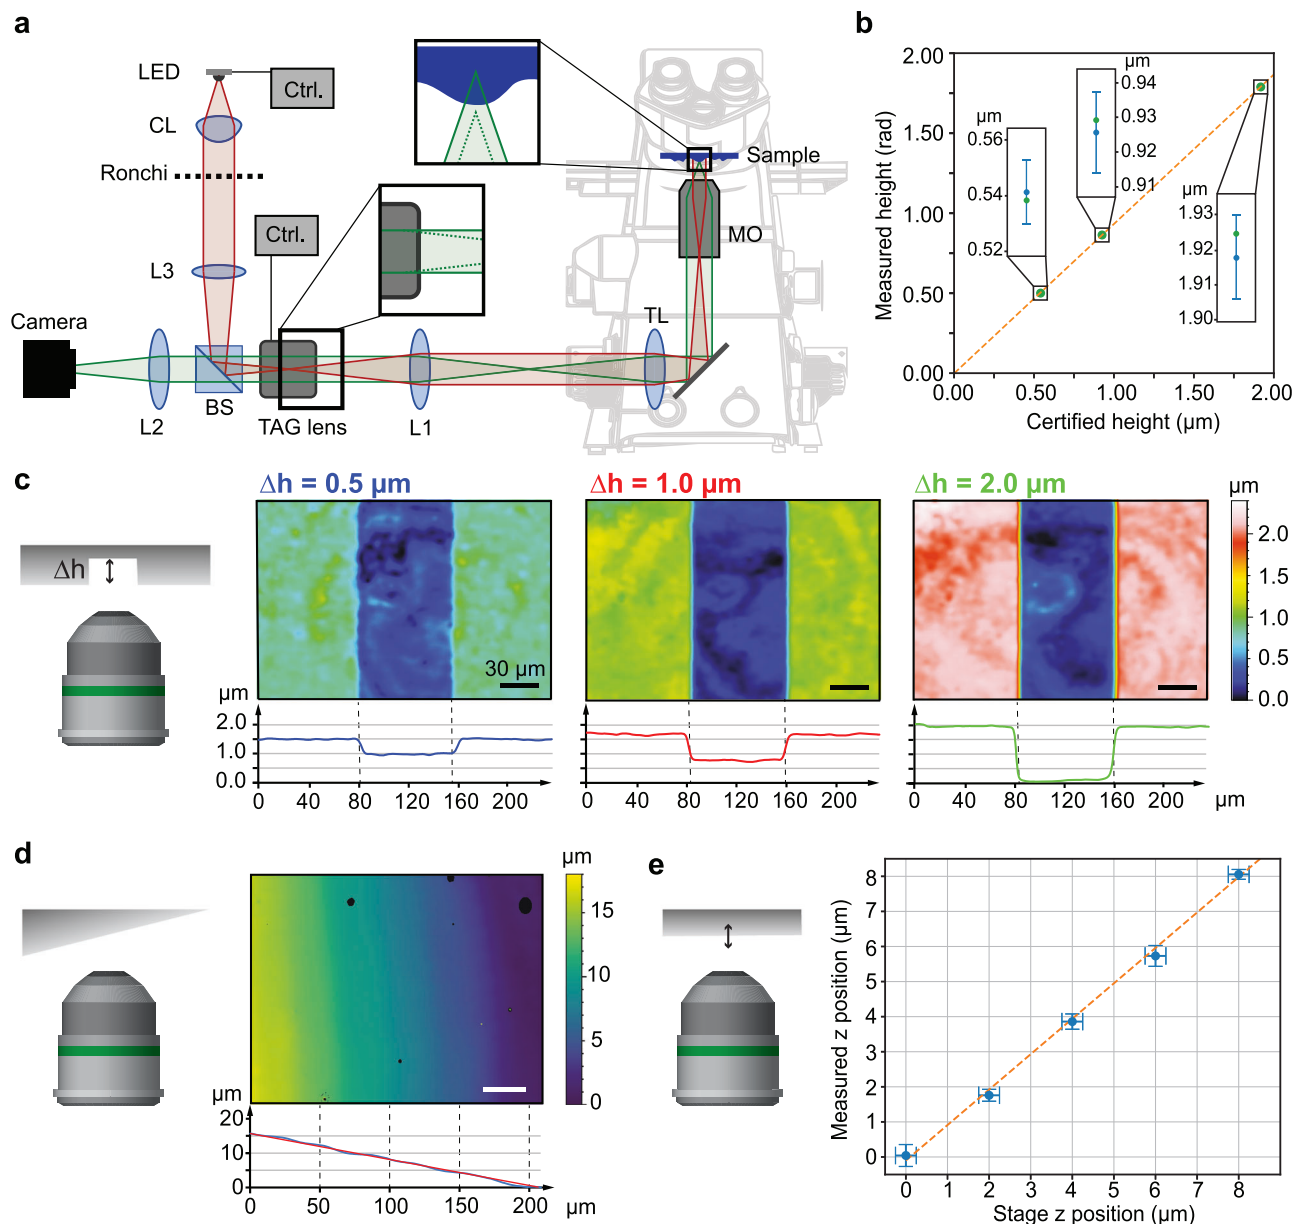 a
LED
Ctrl.
CL
Ronchi
Ctrl.
L3
Camera
L2
BS
TAG lens
L1
TL
MO
Sample
b
Measured height (rad)
2.00
1.50
1.00
0.50
0.00
0.00
1.00
2.00
Certified height (µm)
µm
0.56
0.54
0.52
µm
0.94
0.93
0.92
0.91
µm
1.93
1.92
1.91
1.90
c
Δh
Δh = 0.5 µm
30 µm
Δh = 1.0 µm
Δh = 2.0 µm
µm
2.0
1.5
1.0
0.5
0.0
µm
2.0
1.0
0.0
0 40 80 120 160 200
0 40 80 120 160 200
0 40 80 120 160 200 µm
d
µm
15
10
5
0
µm
20
10
0
0 50 100 150 200 µm
e
Measured z position (µm)
8
7
6
5
4
3
2
1
0
0 1 2 3 4 5 6 7 8
Stage z position (µm)